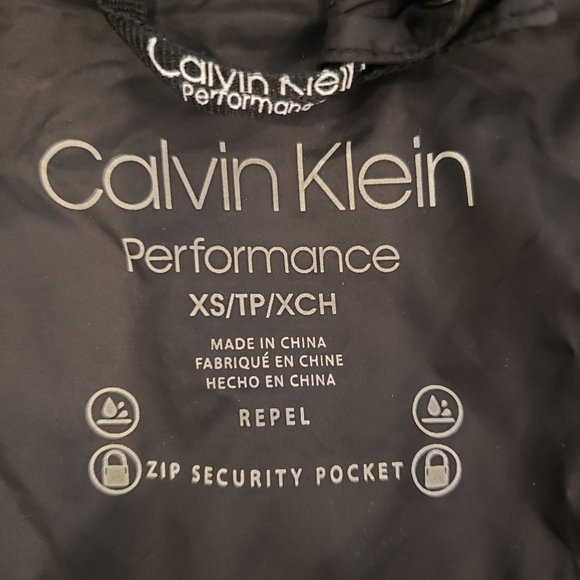 Calvin Klein
Performance
Calvin Klein
Performance
XS/TP/XCH
MADE IN CHINA
FABRIQUÉ EN CHINE
HECHO EN CHINA
REPEL
ZIP SECURITY POCKET